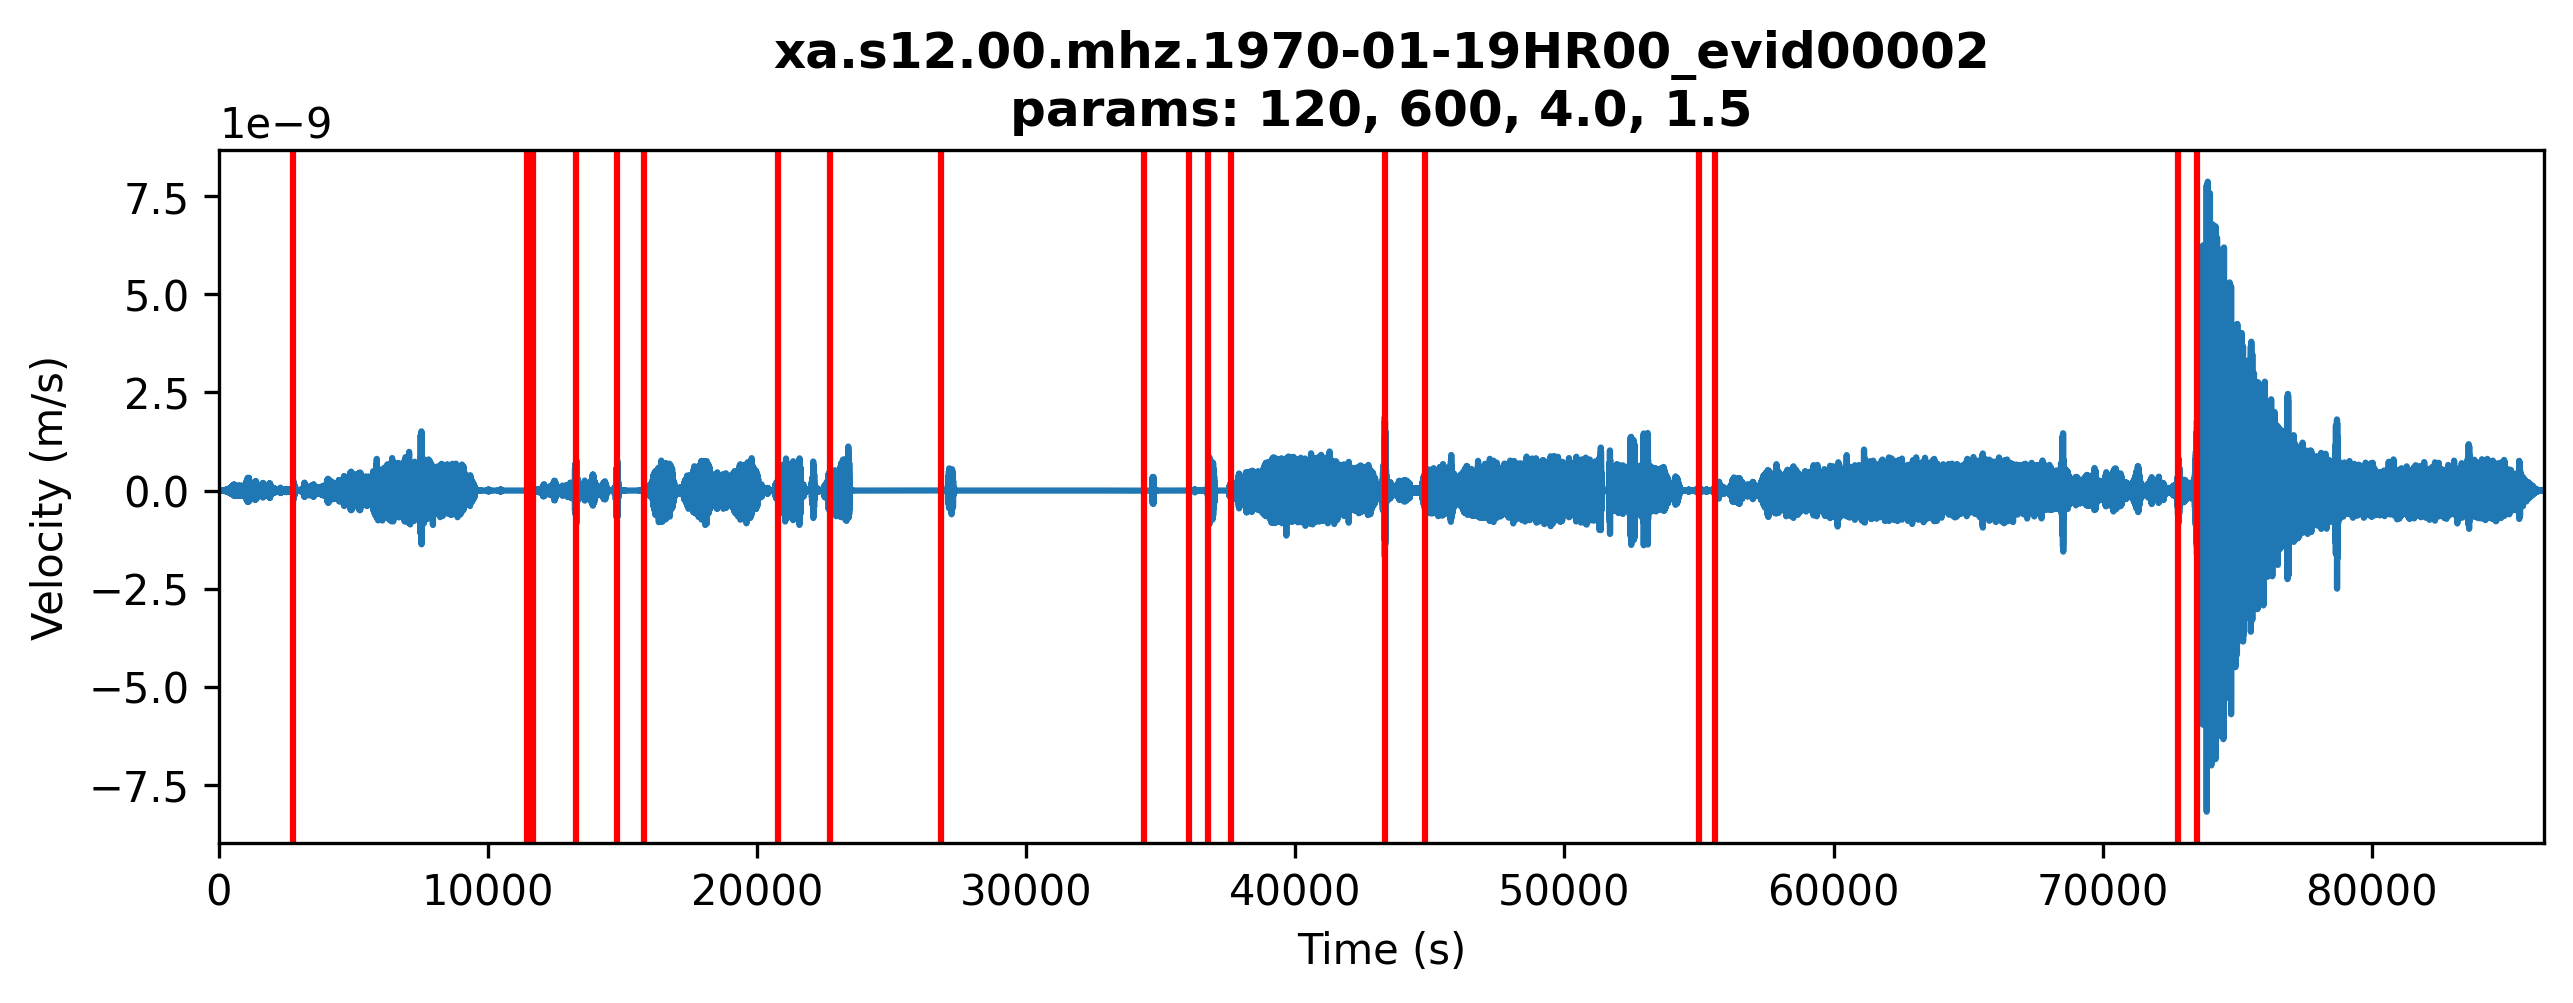 xa.s12.00.mhz.1970-01-19HR00_evid00002
params: 120, 600, 4.0, 1.5
1e−9
7.5
5.0
2.5
0.0
−2.5
−5.0
−7.5
Velocity (m/s)
0 10000 20000 30000 40000 50000 60000 70000 80000
Time (s)